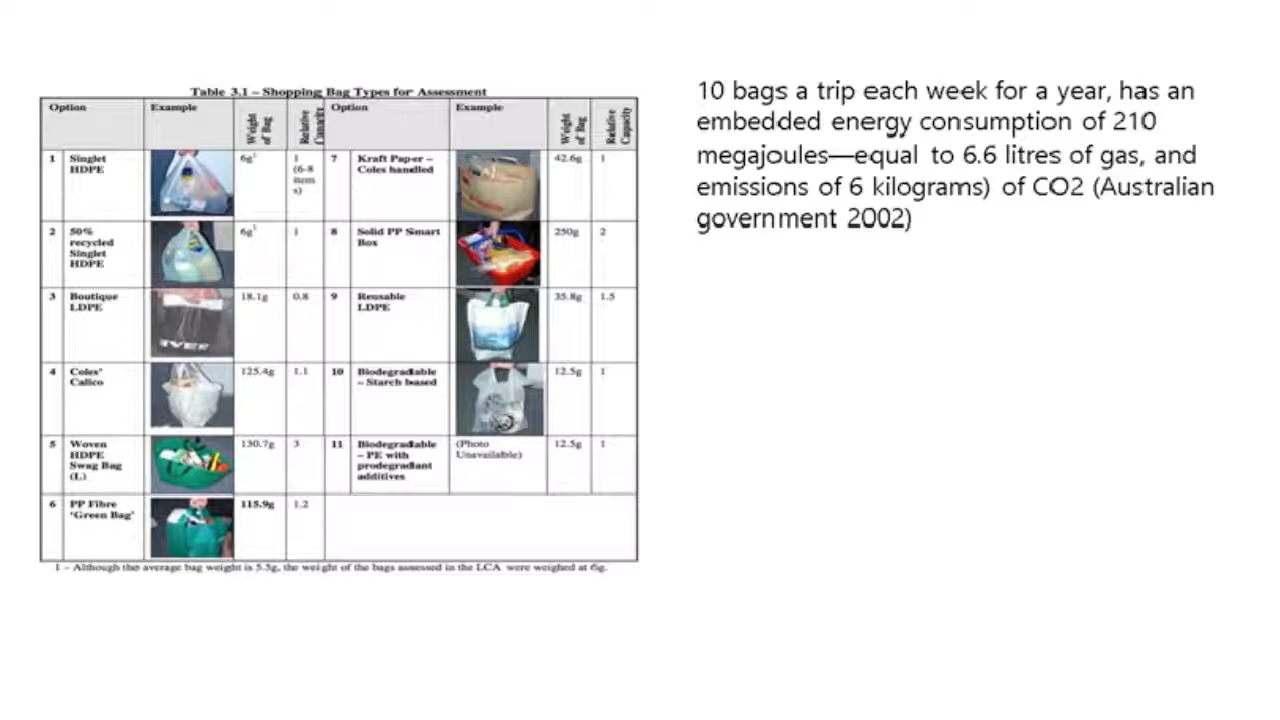 Table 3.1 – Shopping Bag Types for Assessment
Option Example Weight of Bag Relative Capacity Option Example Weight of Bag Relative Capacity
1 Singlet HDPE 6g1 1 (6-8 items) 7 Kraft Paper – Coles handled 42.6g 1
2 50% recycled Singlet HDPE 6g1 1 8 Solid PP Smart Box 250g 2
3 Boutique LDPE 18.1g 0.8 9 Reusable LDPE 35.8g 1.5
4 Coles' Calico 125.4g 1.1 10 Biodegradable – Starch based 12.5g 1
5 Woven HDPE Swag Bag (L) 130.7g 3 11 Biodegradable – PE with prodegradant additives (Photo Unavailable) 12.5g 1
6 PP Fibre 'Green Bag' 115.9g 1.2
1 – Although the average bag weight is 5.5g, the weight of the bags assessed in the LCA were weighed at 6g.
10 bags a trip each week for a year, has an
embedded energy consumption of 210
megajoules—equal to 6.6 litres of gas, and
emissions of 6 kilograms) of CO2 (Australian
government 2002)